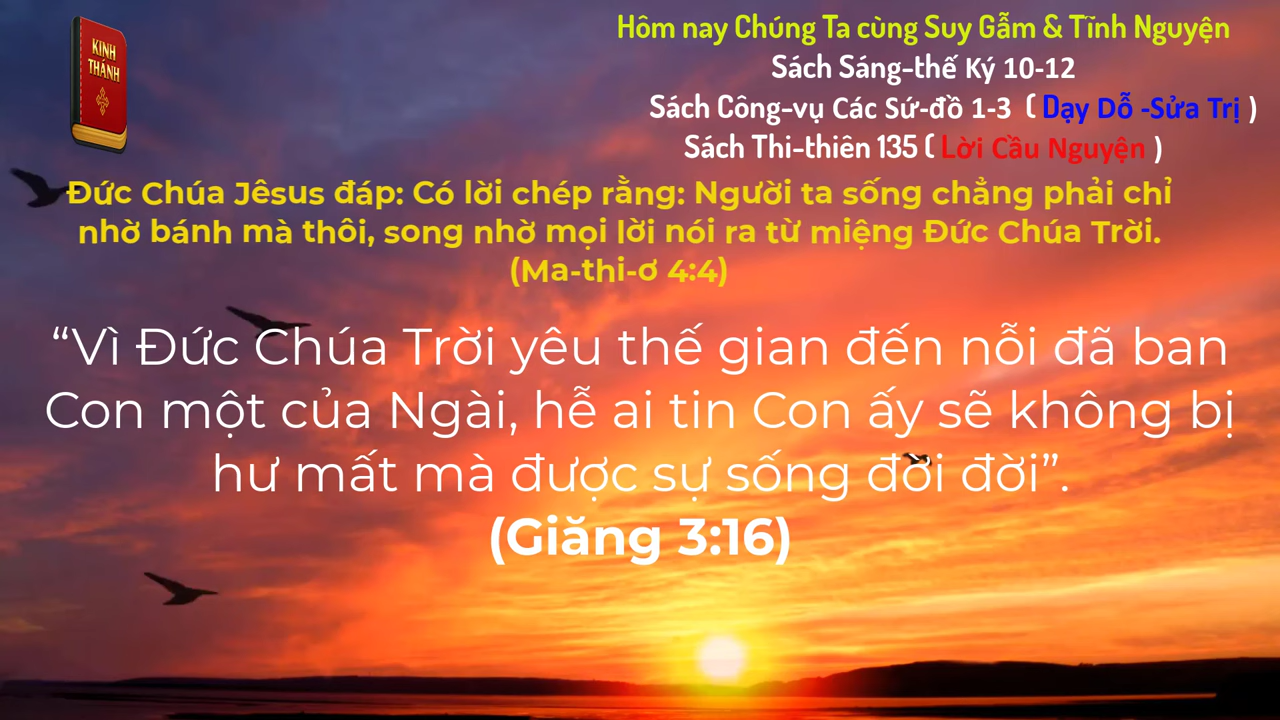 KINH
THÁNH
Hôm nay Chúng Ta cùng Suy Gẫm & Tĩnh Nguyện
Sách Sáng-thế Ký 10-12
Sách Công-vụ Các Sứ-đồ 1-3 ( Dạy Dỗ -Sửa Trị )
Sách Thi-thiên 135 ( Lời Cầu Nguyện )
Đức Chúa Jêsus đáp: Có lời chép rằng: Người ta sống chẳng phải chỉ
nhờ bánh mà thôi, song nhờ mọi lời nói ra từ miệng Đức Chúa Trời.
(Ma-thi-ơ 4:4)
“Vì Đức Chúa Trời yêu thế gian đến nỗi đã ban
Con một của Ngài, hễ ai tin Con ấy sẽ không bị
hư mất mà được sự sống đời đời”.
(Giăng 3:16)